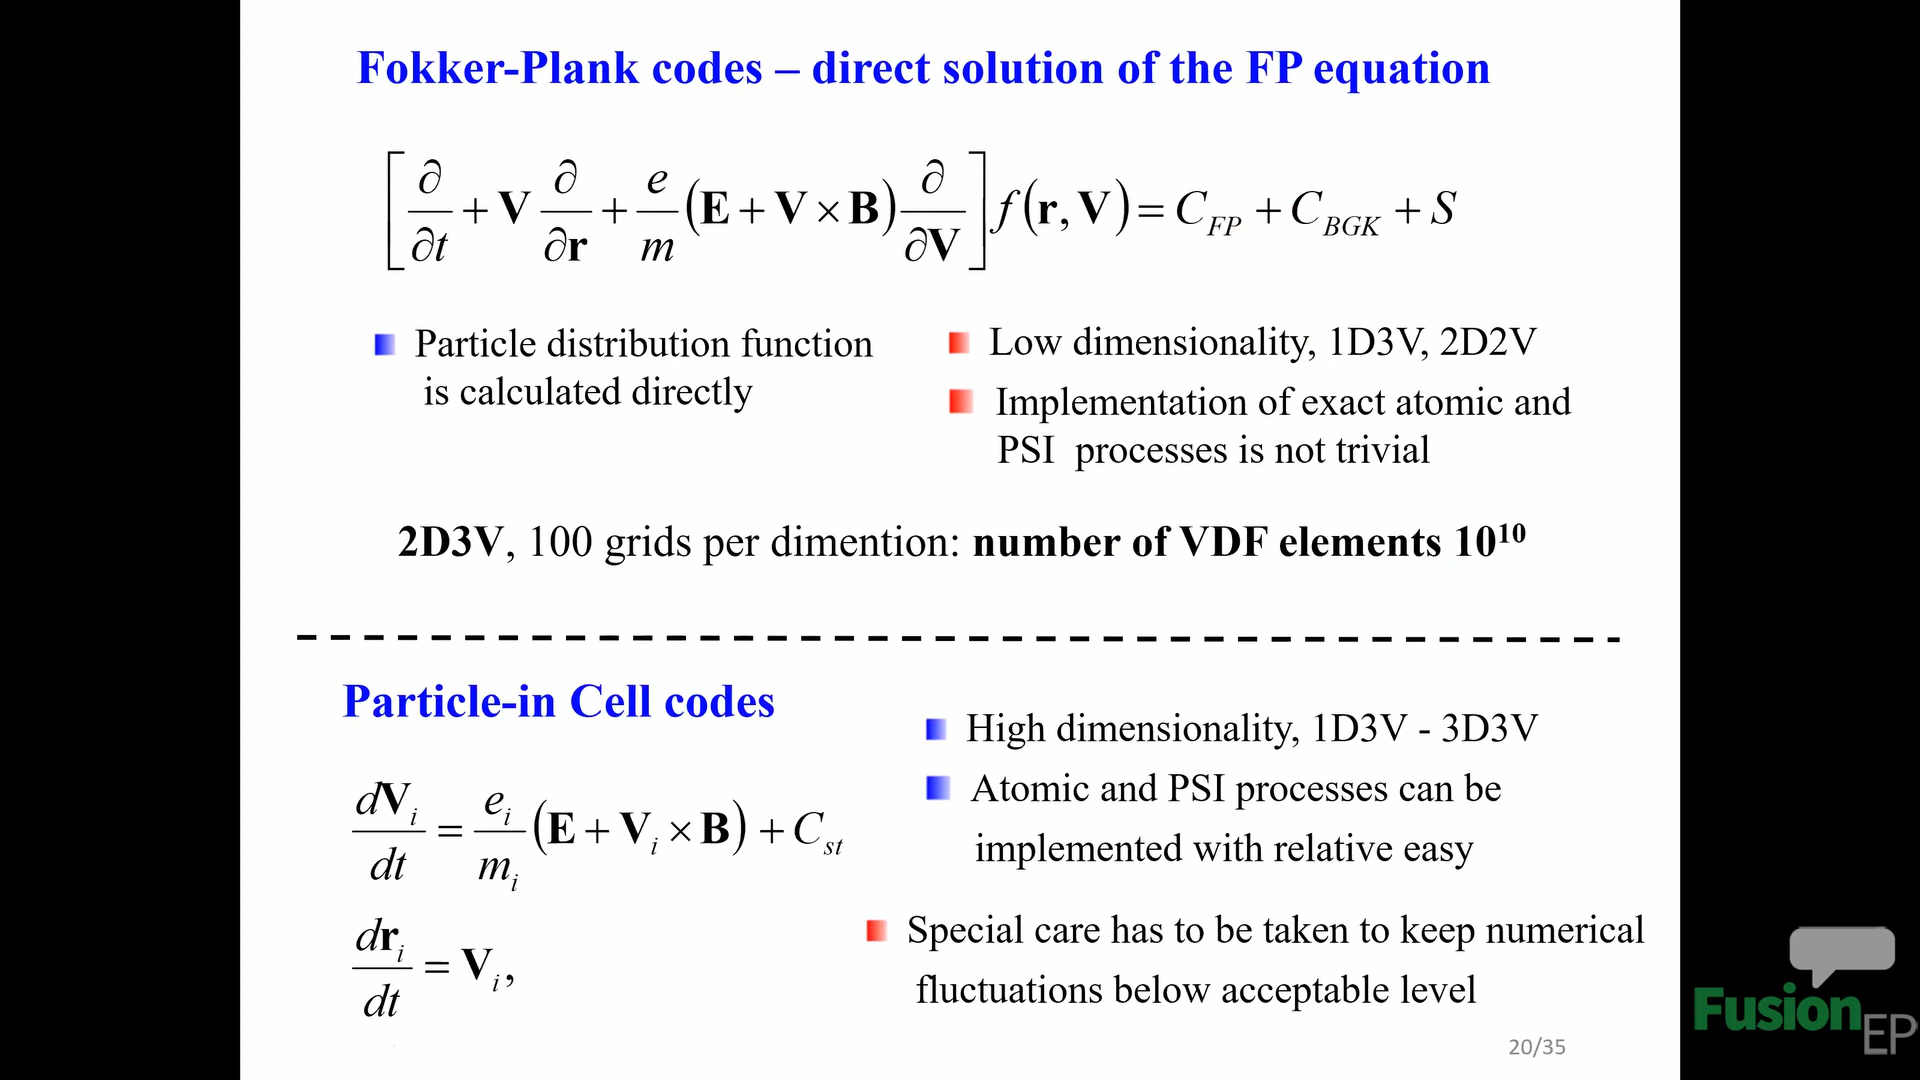 Fokker-Plank codes – direct solution of the FP equation
[∂/∂t + V ∂/∂r + e/m (E + V × B) ∂/∂V] f(r, V) = C_FP + C_BGK + S
Particle distribution function
is calculated directly
Low dimensionality, 1D3V, 2D2V
Implementation of exact atomic and
PSI processes is not trivial
2D3V, 100 grids per dimention: number of VDF elements 10¹⁰
Particle-in Cell codes
dV_i/dt = e_i/m_i (E + V_i × B) + C_st
dr_i/dt = V_i,
High dimensionality, 1D3V - 3D3V
Atomic and PSI processes can be
implemented with relative easy
Special care has to be taken to keep numerical
fluctuations below acceptable level
20/35
Fusion
EP